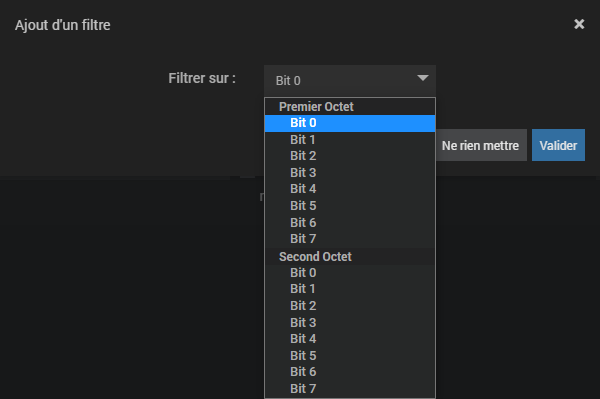 Ajout d'un filtre
×
Filtrer sur :
Bit 0
Premier Octet
Bit 0
Bit 1
Bit 2
Bit 3
Bit 4
Bit 5
Bit 6
Bit 7
Second Octet
Bit 0
Bit 1
Bit 2
Bit 3
Bit 4
Bit 5
Bit 6
Bit 7
Ne rien mettre
Valider